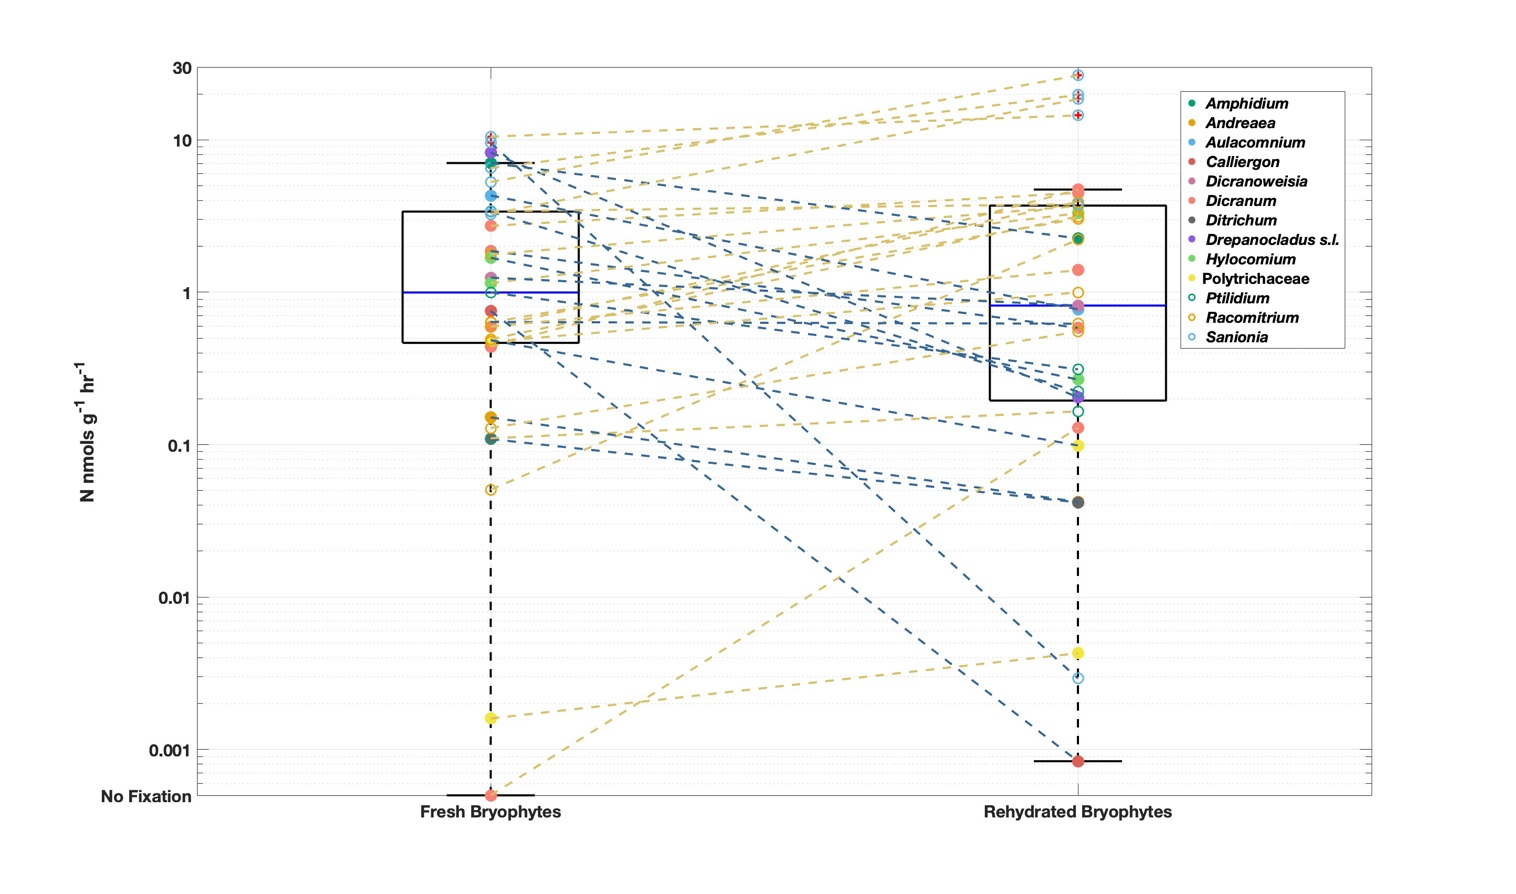 30
10
1
0.1
0.01
0.001
No Fixation
N nmols g⁻¹ hr⁻¹
Fresh Bryophytes
Rehydrated Bryophytes
Amphidium
Andreaea
Aulacomnium
Calliergon
Dicranoweisia
Dicranum
Ditrichum
Drepanocladus s.l.
Hylocomium
Polytrichaceae
Ptilidium
Racomitrium
Sanionia